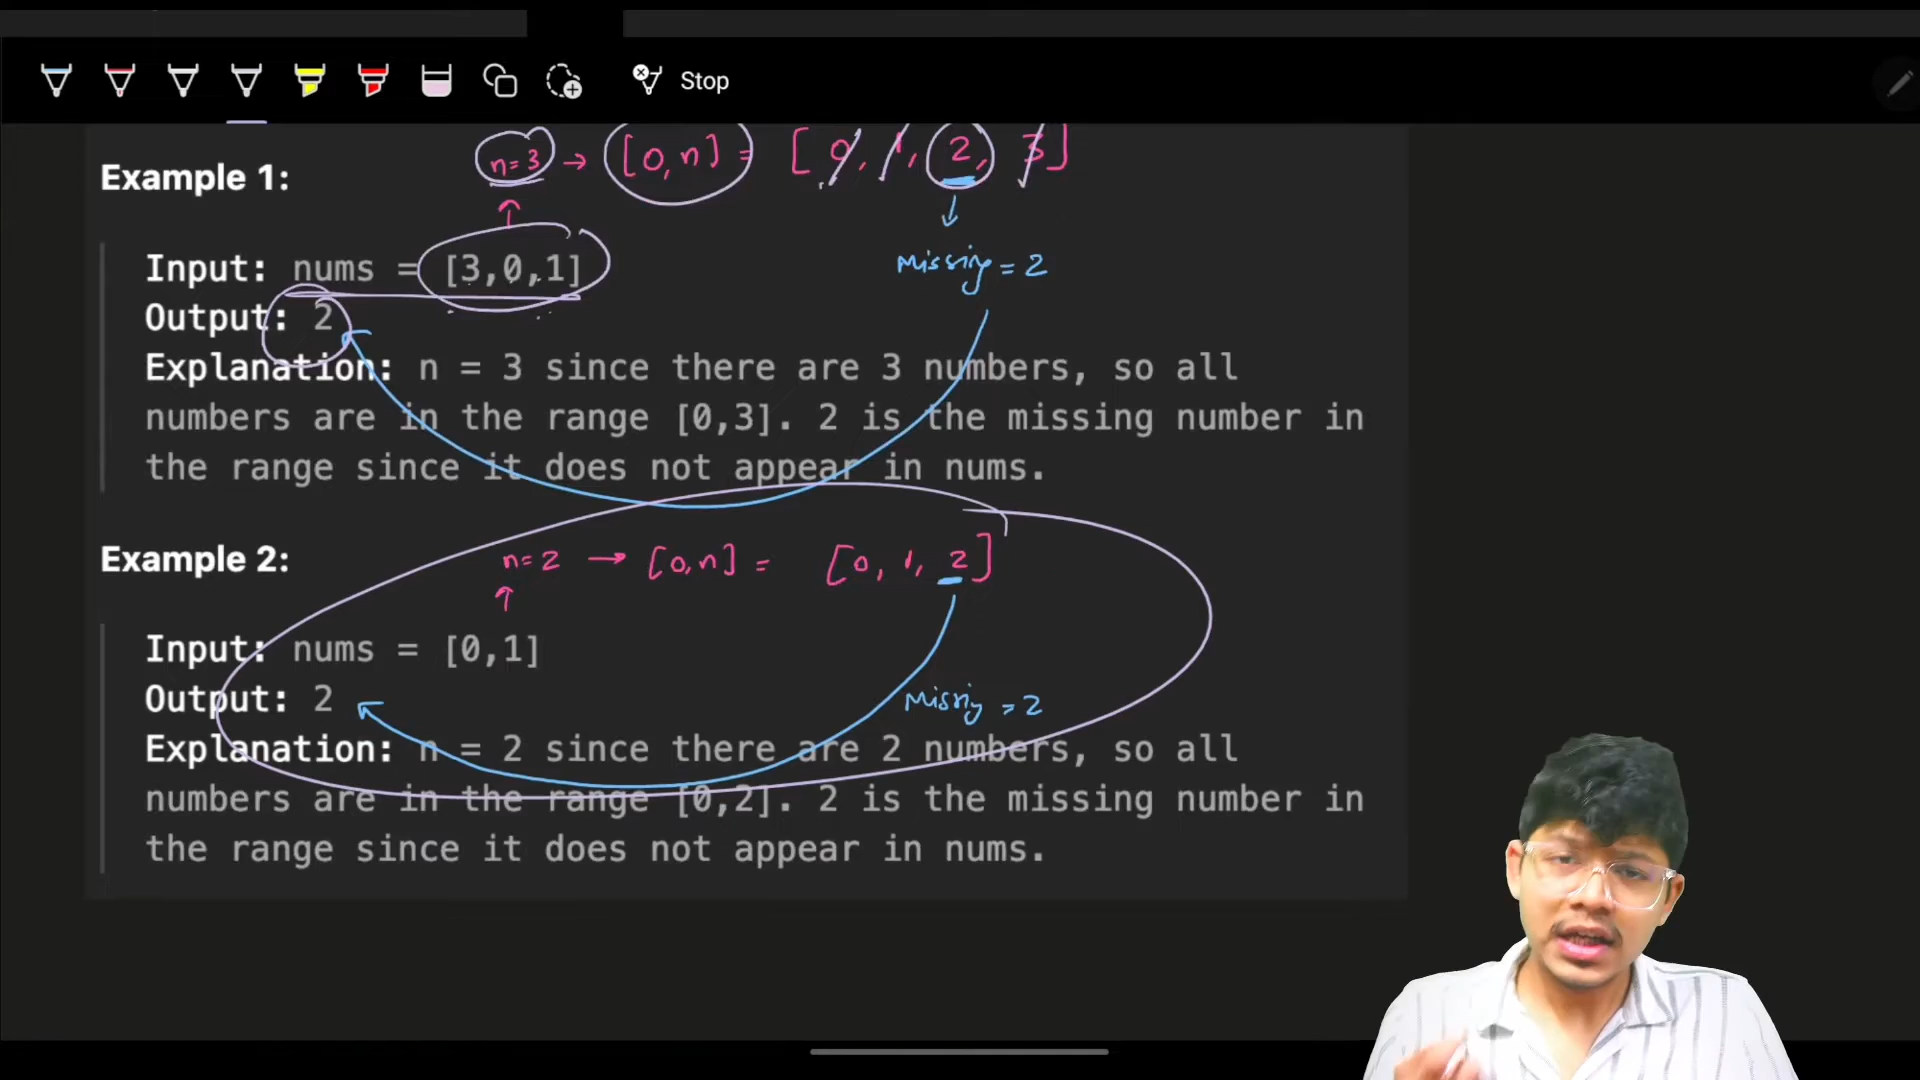 Stop
n=3 → [0,n] = [0, 1, 2, 3]
Example 1:
Input: nums = [3,0,1]
missing = 2
Output: 2
Explanation: n = 3 since there are 3 numbers, so all
numbers are in the range [0,3]. 2 is the missing number in
the range since it does not appear in nums.
Example 2:
n=2 → [0,n] = [0, 1, 2]
Input: nums = [0,1]
Output: 2
Missiy = 2
Explanation: n = 2 since there are 2 numbers, so all
numbers are in the range [0,2]. 2 is the missing number in
the range since it does not appear in nums.